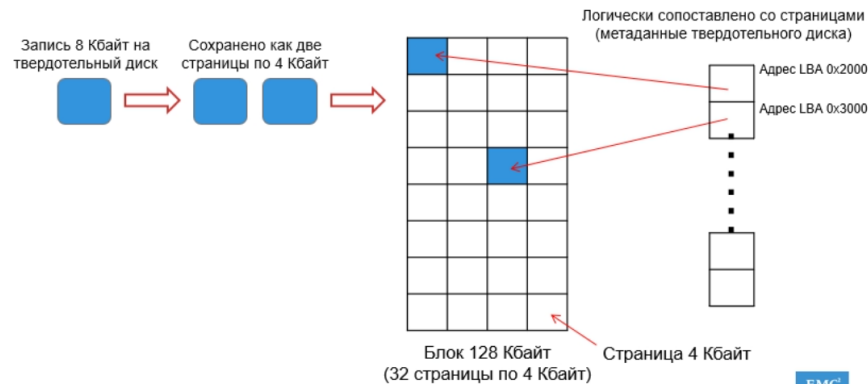 Запись 8 Кбайт на
твердотельный диск
Сохранено как две
страницы по 4 Кбайт
Логически сопоставлено со страницами
(метаданные твердотельного диска)
Адрес LBA 0x2000
Адрес LBA 0x3000
Блок 128 Кбайт
(32 страницы по 4 Кбайт)
Страница 4 Кбайт
EMC²